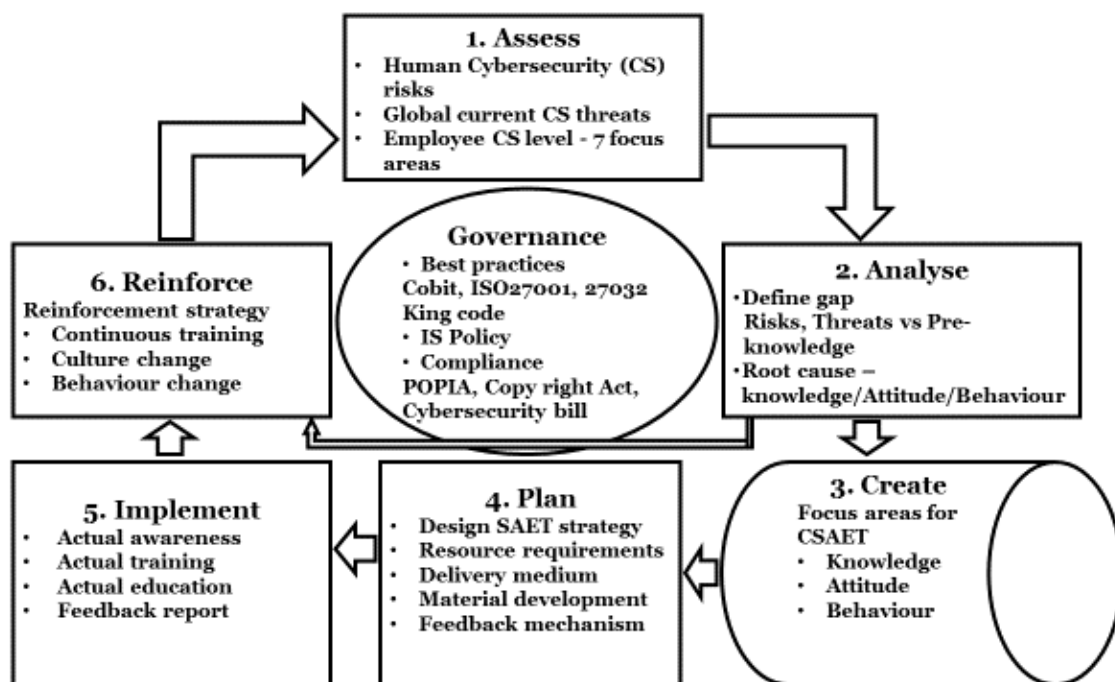 1. Assess
• Human Cybersecurity (CS)
risks
• Global current CS threats
• Employee CS level - 7 focus
areas
Governance
• Best practices
Cobit, ISO27001, 27032
King code
• IS Policy
• Compliance
POPIA, Copy right Act,
Cybersecurity bill
2. Analyse
•Define gap
Risks, Threats vs Pre-
knowledge
•Root cause –
knowledge/Attitude/Behaviour
3. Create
Focus areas for
CSAET
• Knowledge
• Attitude
• Behaviour
4. Plan
• Design SAET strategy
• Resource requirements
• Delivery medium
• Material development
• Feedback mechanism
5. Implement
• Actual awareness
• Actual training
• Actual education
• Feedback report
6. Reinforce
Reinforcement strategy
• Continuous training
• Culture change
• Behaviour change